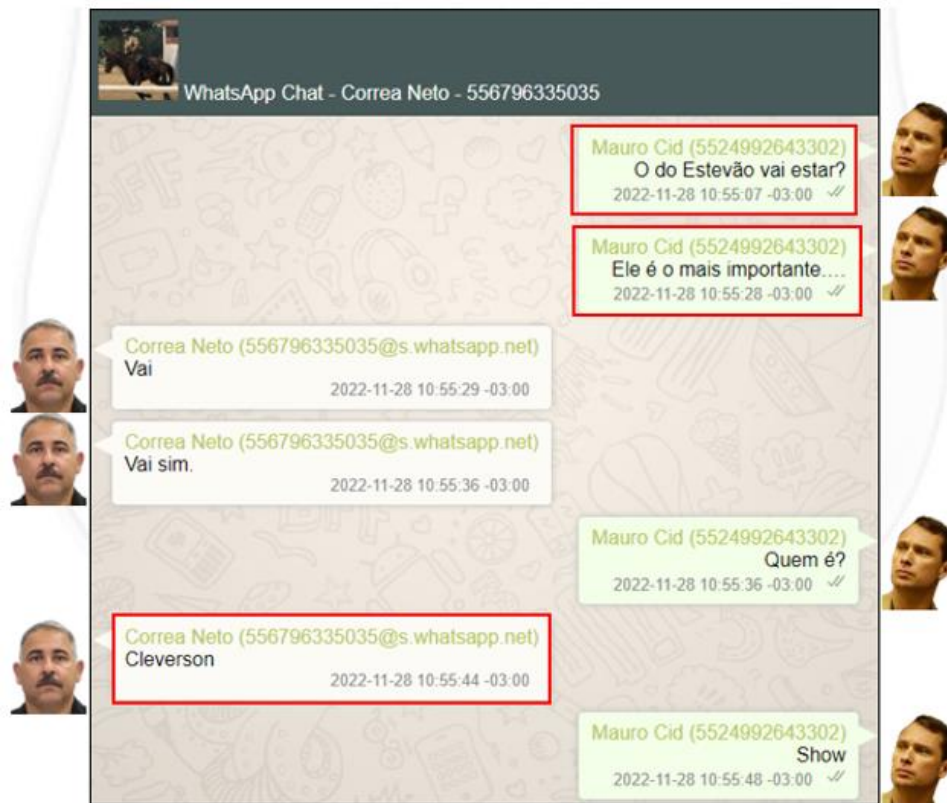 WhatsApp Chat - Correa Neto - 556796335035
Mauro Cid (5524992643302)
O do Estevão vai estar?
2022-11-28 10:55:07 -03:00
Mauro Cid (5524992643302)
Ele é o mais importante....
2022-11-28 10:55:28 -03:00
Correa Neto (556796335035@s.whatsapp.net)
Vai
2022-11-28 10:55:29 -03:00
Correa Neto (556796335035@s.whatsapp.net)
Vai sim.
2022-11-28 10:55:36 -03:00
Mauro Cid (5524992643302)
Quem é?
2022-11-28 10:55:36 -03:00
Correa Neto (556796335035@s.whatsapp.net)
Cleverson
2022-11-28 10:55:44 -03:00
Mauro Cid (5524992643302)
Show
2022-11-28 10:55:48 -03:00